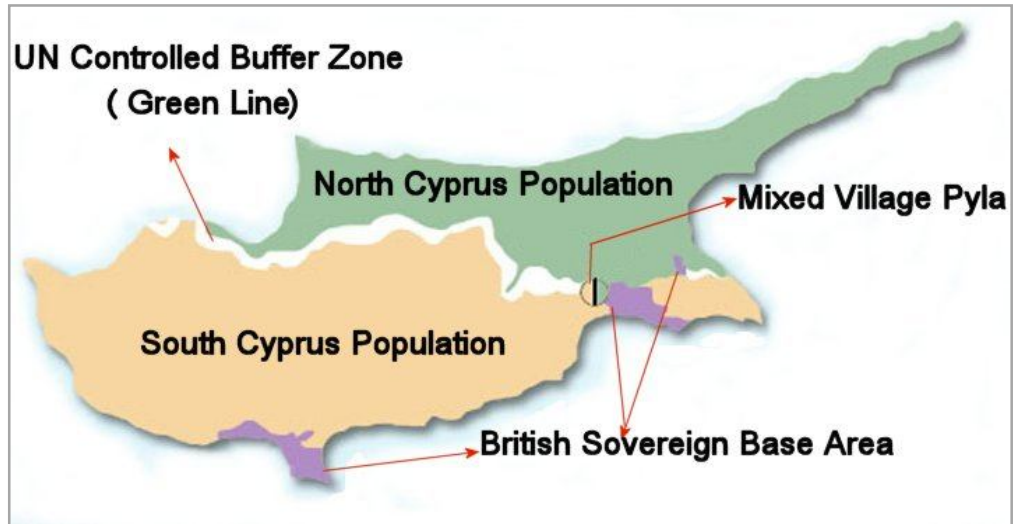 UN Controlled Buffer Zone
( Green Line)
North Cyprus Population
Mixed Village Pyla
South Cyprus Population
British Sovereign Base Area